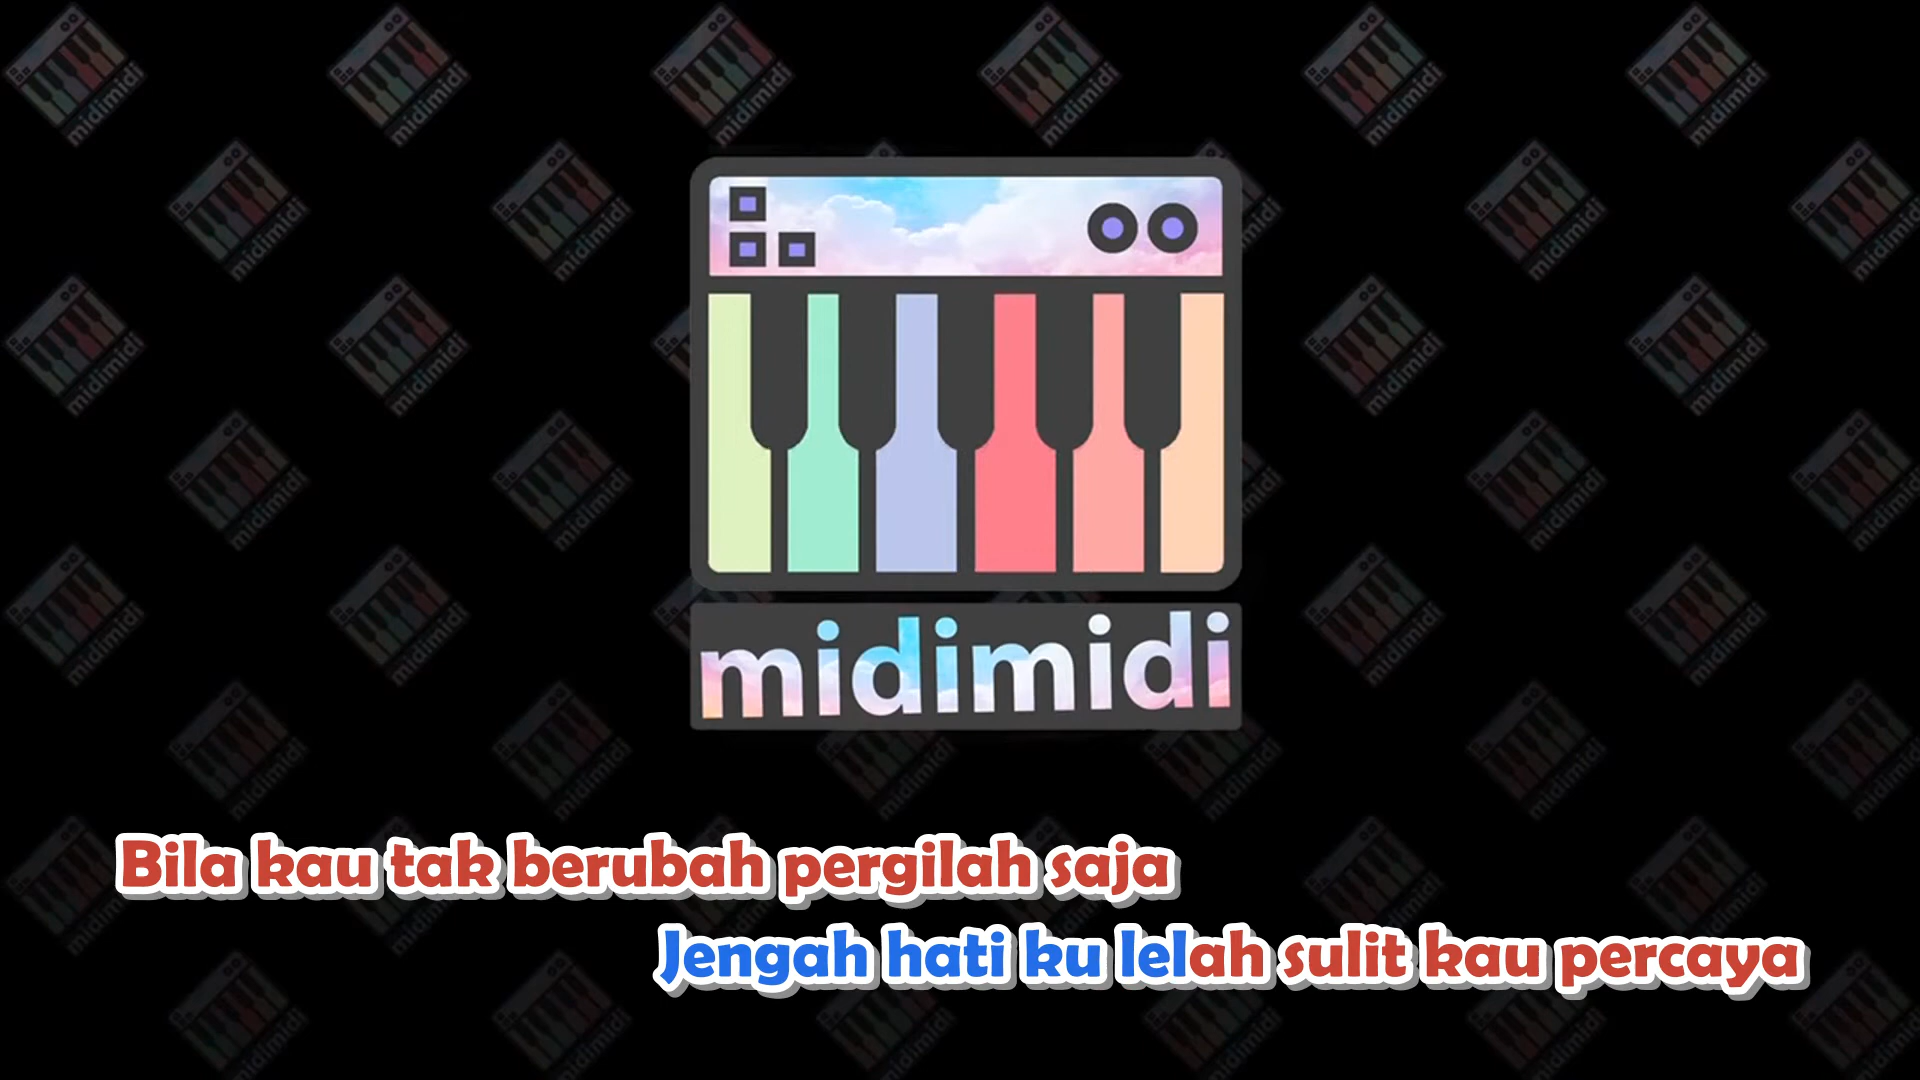 midimidi
Bila kau tak berubah pergilah saja
Jengah hati ku lelah sulit kau percaya